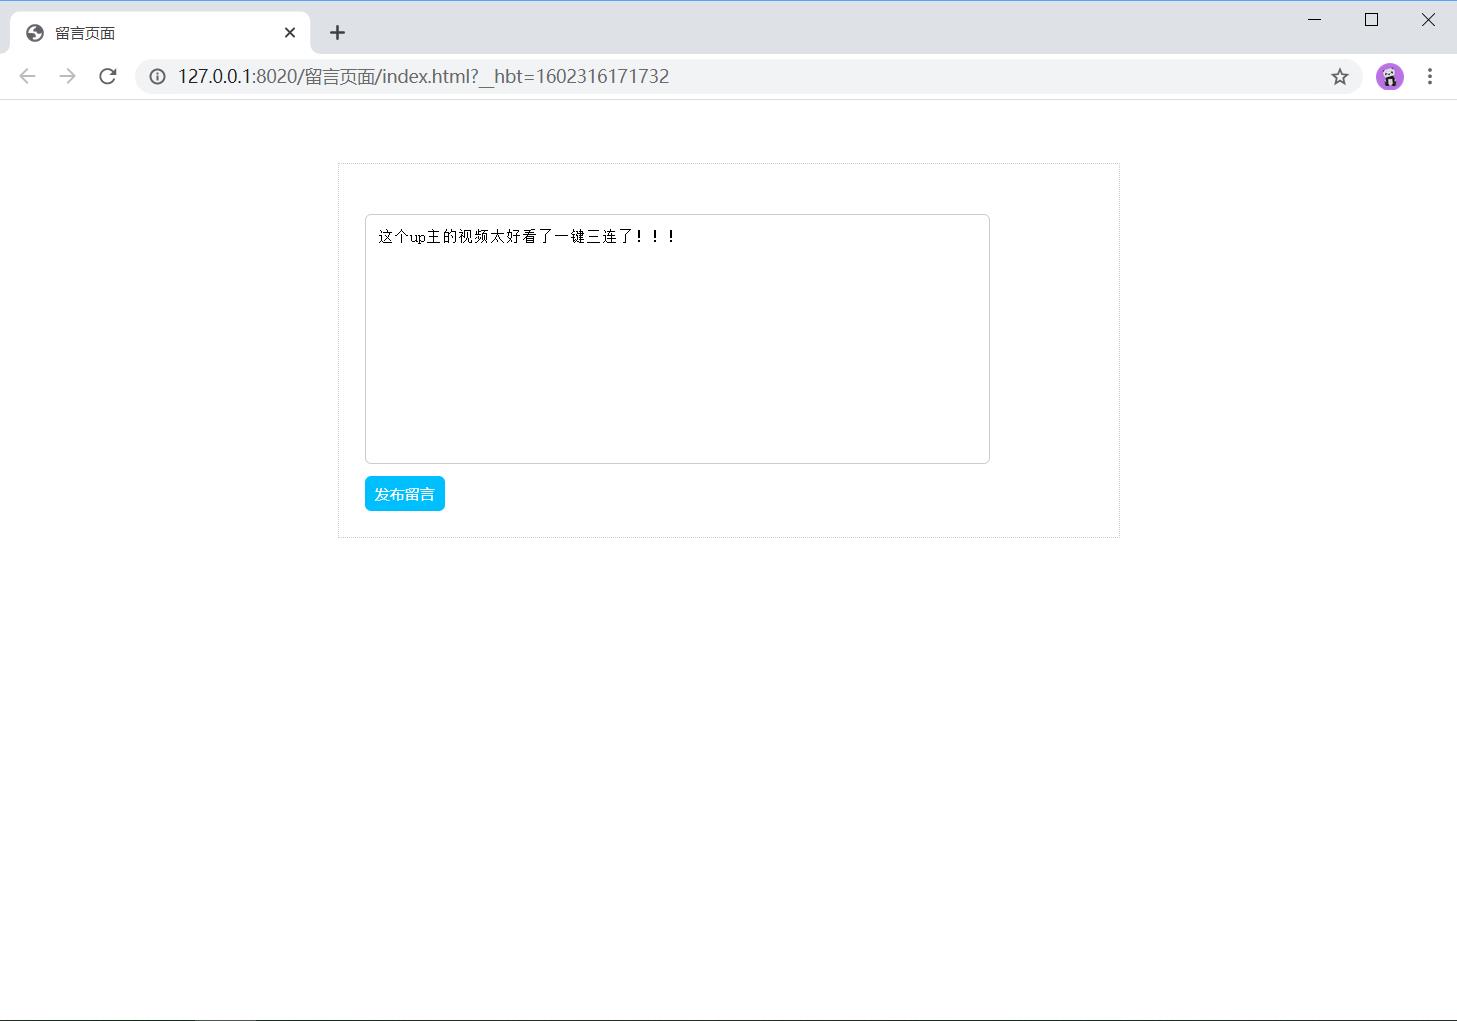 留言页面
127.0.0.1:8020/留言页面/index.html?__hbt=1602316171732
这个up主的视频太好看了一键三连了！！！
发布留言